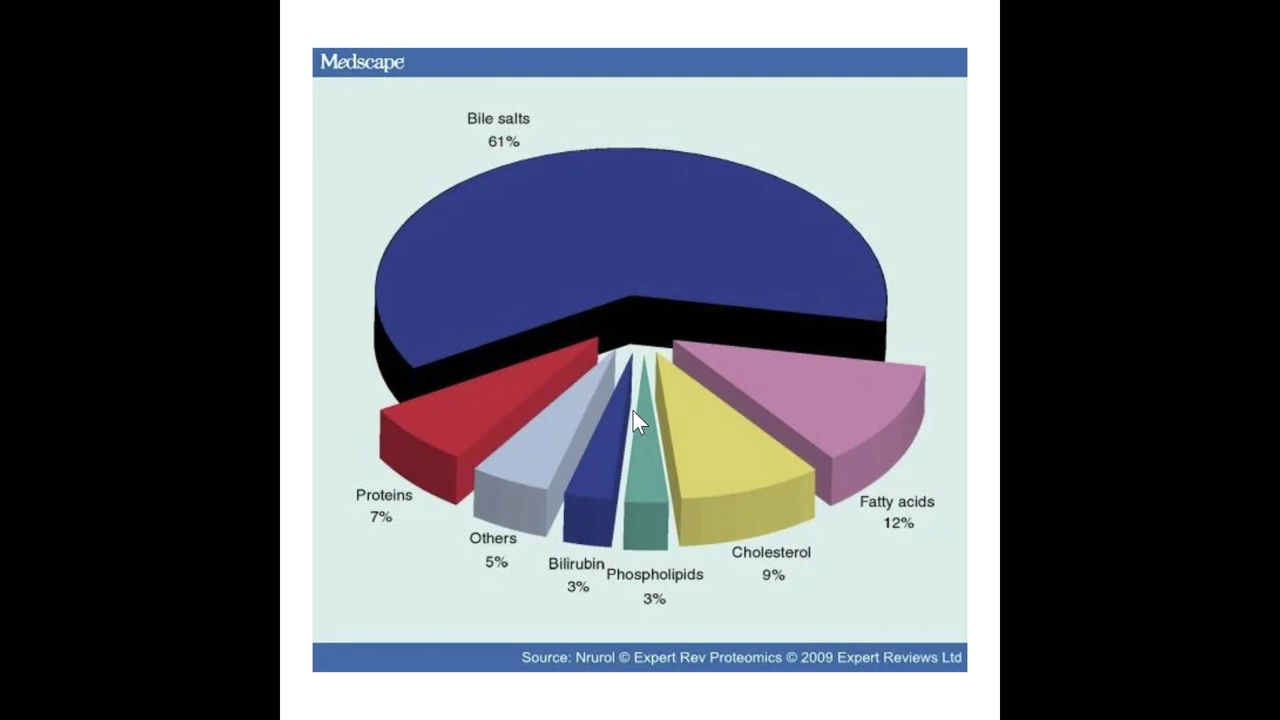 Medscape
Bile salts
61%
Proteins
7%
Others
5%
Bilirubin
3%
Phospholipids
3%
Cholesterol
9%
Fatty acids
12%
Source: Nrurol © Expert Rev Proteomics © 2009 Expert Reviews Ltd